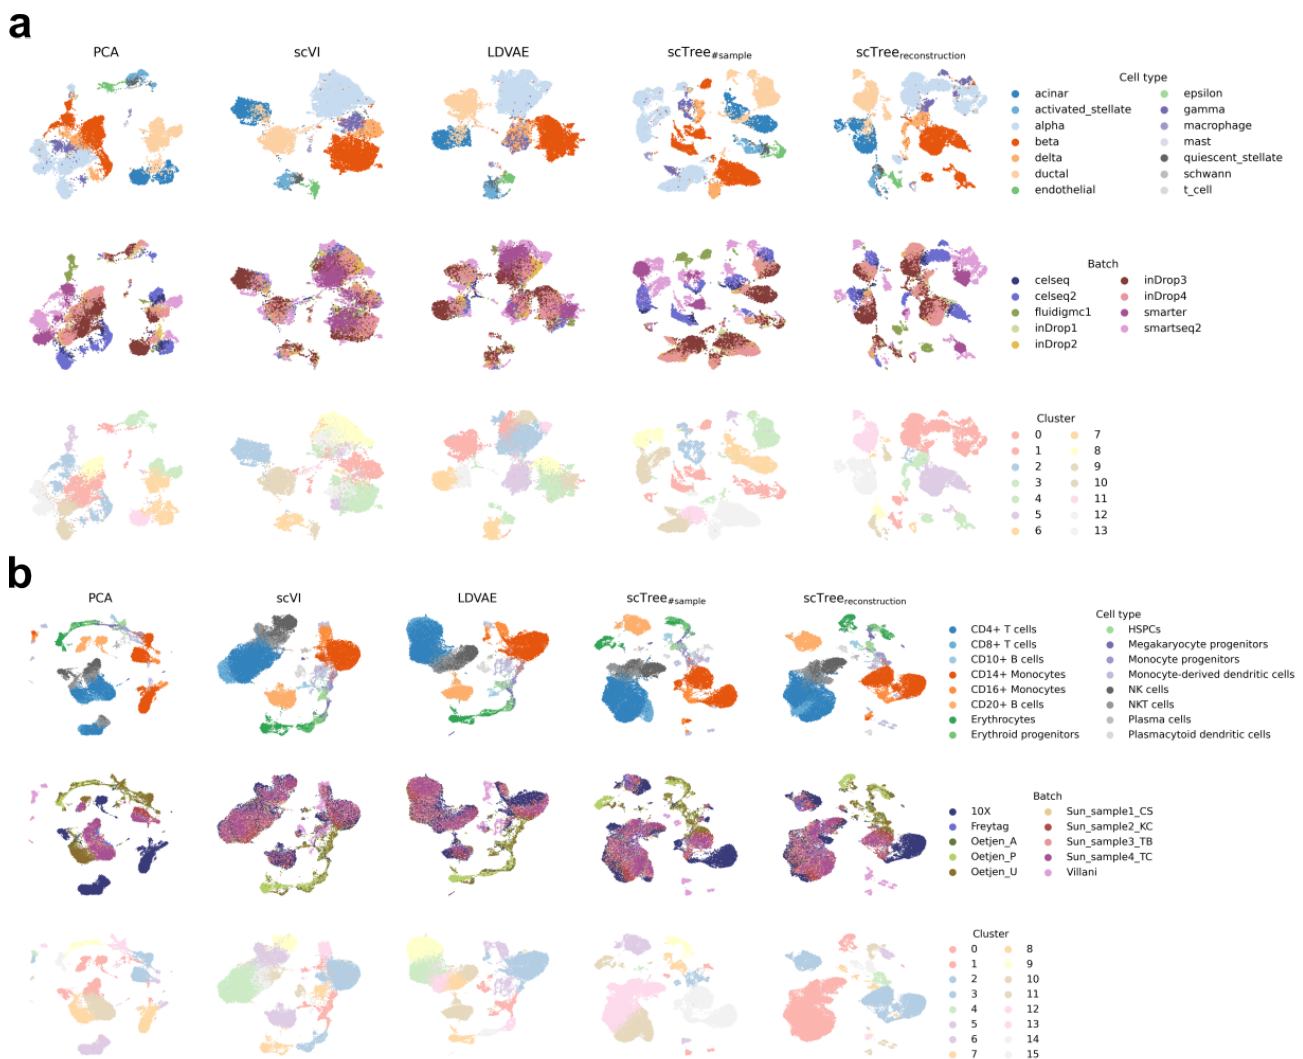 a
PCA scVI LDVAE scTree#sample scTreereconstruction
Cell type
acinar epsilon
activated_stellate gamma
alpha macrophage
beta mast
delta quiescent_stellate
ductal schwann
endothelial t_cell
Batch
celseq inDrop3
celseq2 inDrop4
fluidigmc1 smarter
inDrop1 smartseq2
inDrop2
Cluster
0 7
1 8
2 9
3 10
4 11
5 12
6 13
b
PCA scVI LDVAE scTree#sample scTreereconstruction
Cell type
CD4+ T cells HSPCs
CD8+ T cells Megakaryocyte progenitors
CD10+ B cells Monocyte progenitors
CD14+ Monocytes Monocyte-derived dendritic cells
CD16+ Monocytes NK cells
CD20+ B cells NKT cells
Erythrocytes Plasma cells
Erythroid progenitors Plasmacytoid dendritic cells
Batch
10X Sun_sample1_CS
Freytag Sun_sample2_KC
Oetjen_A Sun_sample3_TB
Oetjen_P Sun_sample4_TC
Oetjen_U Villani
Cluster
0 8
1 9
2 10
3 11
4 12
5 13
6 14
7 15